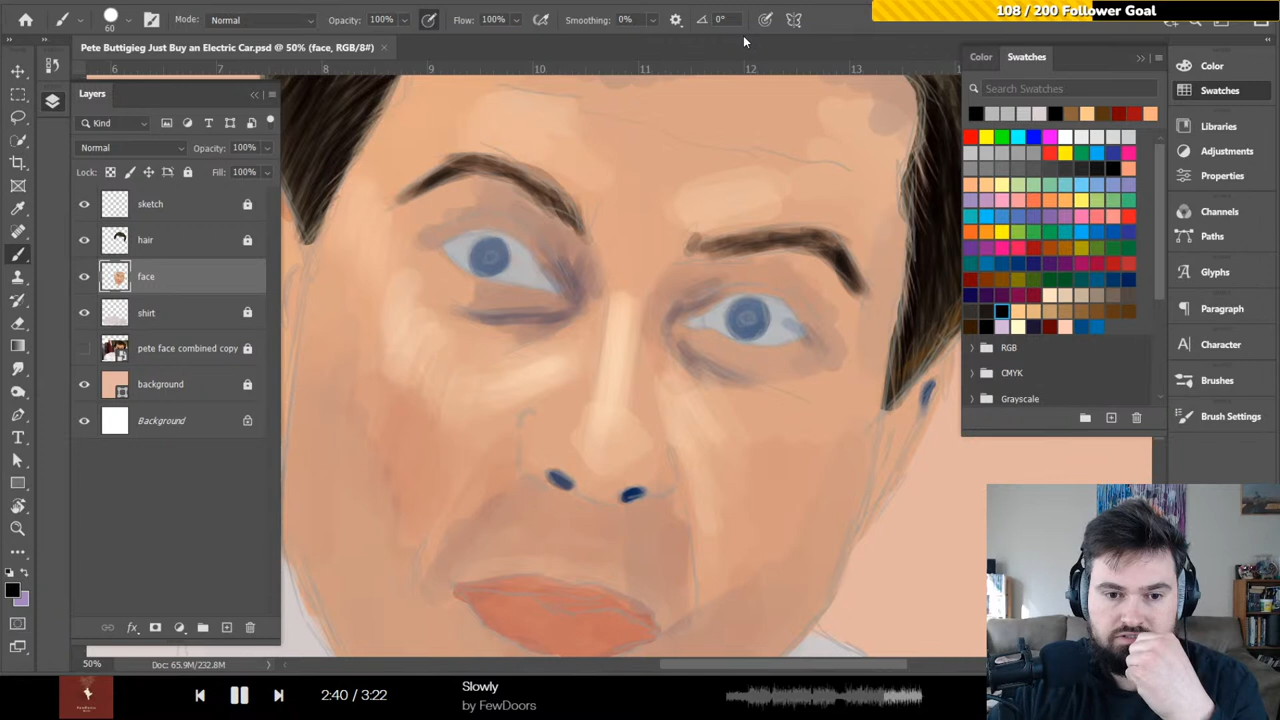 108 / 200 Follower Goal
60
Mode: Normal
Opacity: 100%
Flow: 100%
Smoothing: 0%
0°
Pete Buttigieg Just Buy an Electric Car.psd @ 50% (face, RGB/8#)
6
8
9
10
11
12
13
Layers
Kind
Normal
Opacity: 100%
Lock:
Fill: 100%
sketch
hair
face
shirt
pete face combined copy
background
Background
fx
50%
Doc: 65.9M/232.8M
Color
Swatches
Search Swatches
RGB
CMYK
Grayscale
Color
Swatches
Libraries
Adjustments
Properties
Channels
Paths
Glyphs
Paragraph
Character
Brushes
Brush Settings
2:40 / 3:22
Slowly
by FewDoors